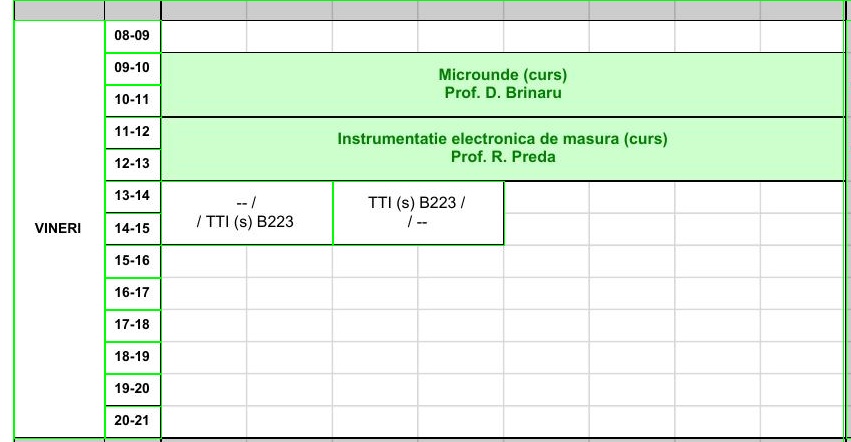 VINERI
08-09
09-10
10-11
Microunde (curs)
Prof. D. Brinaru
11-12
12-13
Instrumentatie electronica de masura (curs)
Prof. R. Preda
13-14
14-15
-- /
/ TTI (s) B223
TTI (s) B223 /
/ --
15-16
16-17
17-18
18-19
19-20
20-21